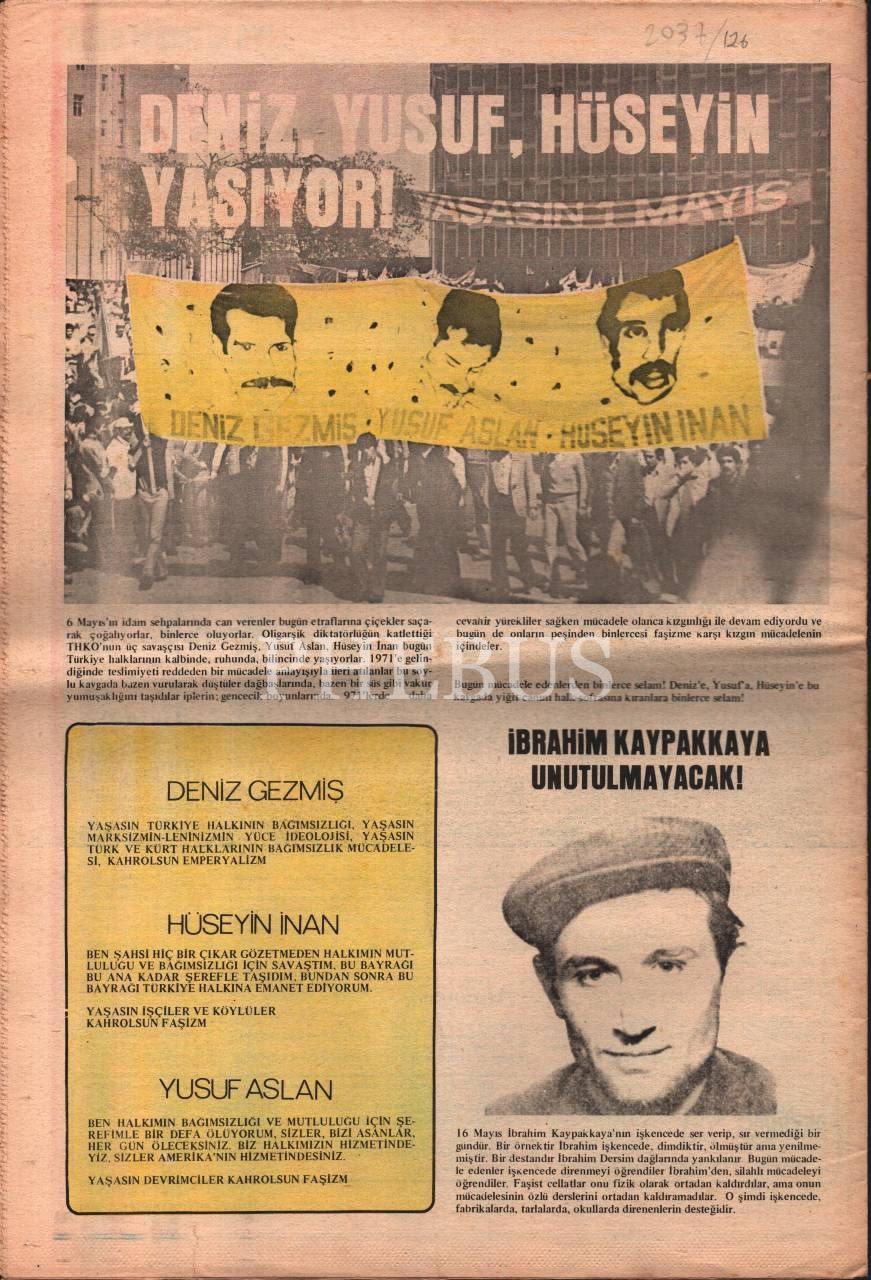 2037/126
DENİZ, YUSUF, HÜSEYİN
YAŞIYOR!
YAŞASIN 1 MAYIS
DENİZ GEZMİŞ · YUSUF ASLAN · HÜSEYİN İNAN
6 Mayıs'ın idam sehpalarında can verenler bugün etraflarına çiçekler saça-
rak çoğalıyorlar, binlerce oluyorlar. Oligarşik diktatörlüğün katlettiği
THKO'nun üç savaşçısı Deniz Gezmiş, Yusuf Aslan, Hüseyin İnan bugün
Türkiye halklarının kalbinde, ruhunda, bilincinde yaşıyorlar. 1971'e gelin-
diğinde teslimiyeti reddeden bir mücadele anlayışıyla ileri atılanlar bu soy-
lu kavgada bazen vurularak düştüler dağbaşlarında, bazen bir sis gibi vakur
yumuşaklığını taşıdılar iplerin; gencecik boyunlarında. 971'lerde daha
cevahir yürekliler sağken mücadele olanca kızgınlığı ile devam ediyordu ve
bugün de onların peşinden binlercesi faşizme karşı kızgın mücadelenin
içindeler.
Bugün mücadele edenlerden binlerce selam! Deniz'e, Yusuf'a, Hüseyin'e bu
kavgada yiğit canını halk sofrasına kıranlara binlerce selam!
EPHEBUS
DENİZ GEZMİŞ
YAŞASIN TÜRKİYE HALKININ BAĞIMSIZLIĞI, YAŞASIN
MARKSİZMİN-LENİNİZMİN YÜCE İDEOLOJİSİ, YAŞASIN
TÜRK VE KÜRT HALKLARININ BAĞIMSIZLIK MÜCADELE-
Sİ, KAHROLSUN EMPERYALİZM
HÜSEYİN İNAN
BEN ŞAHSİ HİÇ BİR ÇIKAR GÖZETMEDEN HALKIMIN MUT-
LULUĞU VE BAĞIMSIZLIĞI İÇİN SAVAŞTIM, BU BAYRAĞI
BU ANA KADAR ŞEREFLE TAŞIDIM, BUNDAN SONRA BU
BAYRAĞI TÜRKİYE HALKINA EMANET EDİYORUM.
YAŞASIN İŞÇİLER VE KÖYLÜLER
KAHROLSUN FAŞİZM
YUSUF ASLAN
BEN HALKIMIN BAĞIMSIZLIĞI VE MUTLULUĞU İÇİN ŞE-
REFİMLE BİR DEFA ÖLÜYORUM, SİZLER, BİZİ ASANLAR,
HER GÜN ÖLECEKSİNİZ. BİZ HALKIMIZIN HİZMETİNDE-
YİZ, SİZLER AMERİKA'NIN HİZMETİNDESİNİZ.
YAŞASIN DEVRİMCİLER KAHROLSUN FAŞİZM
İBRAHİM KAYPAKKAYA
UNUTULMAYACAK!
16 Mayıs İbrahim Kaypakkaya'nın işkencede ser verip, sır vermediği bir
gündür. Bir örnektir İbrahim işkencede, dimdiktir, ölmüştür ama yenilme-
miştir. Bir destandır İbrahim Dersim dağlarında yankılanır Bugün mücade-
le edenler işkencede direnmeyi öğrendiler İbrahim'den, silahlı mücadeleyi
öğrendiler. Faşist cellatlar onu fizik olarak ortadan kaldırdılar, ama onun
mücadelesinin özlü derslerini ortadan kaldıramadılar. O şimdi işkencede,
fabrikalarda, tarlalarda, okullarda direnenlerin desteğidir.